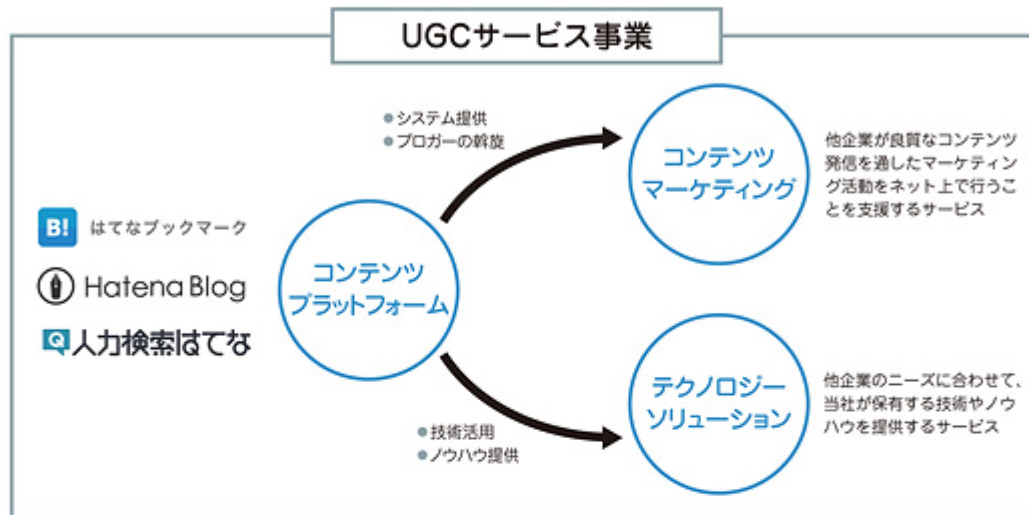 UGCサービス事業
●システム提供
●ブロガーの斡旋
コンテンツ
マーケティング
他企業が良質なコンテンツ
発信を通したマーケティン
グ活動をネット上で行うこ
とを支援するサービス
B! はてなブックマーク
Hatena Blog
Q 人力検索はてな
コンテンツ
プラットフォーム
●技術活用
●ノウハウ提供
テクノロジー
ソリューション
他企業のニーズに合わせて、
当社が保有する技術やノウ
ハウを提供するサービス